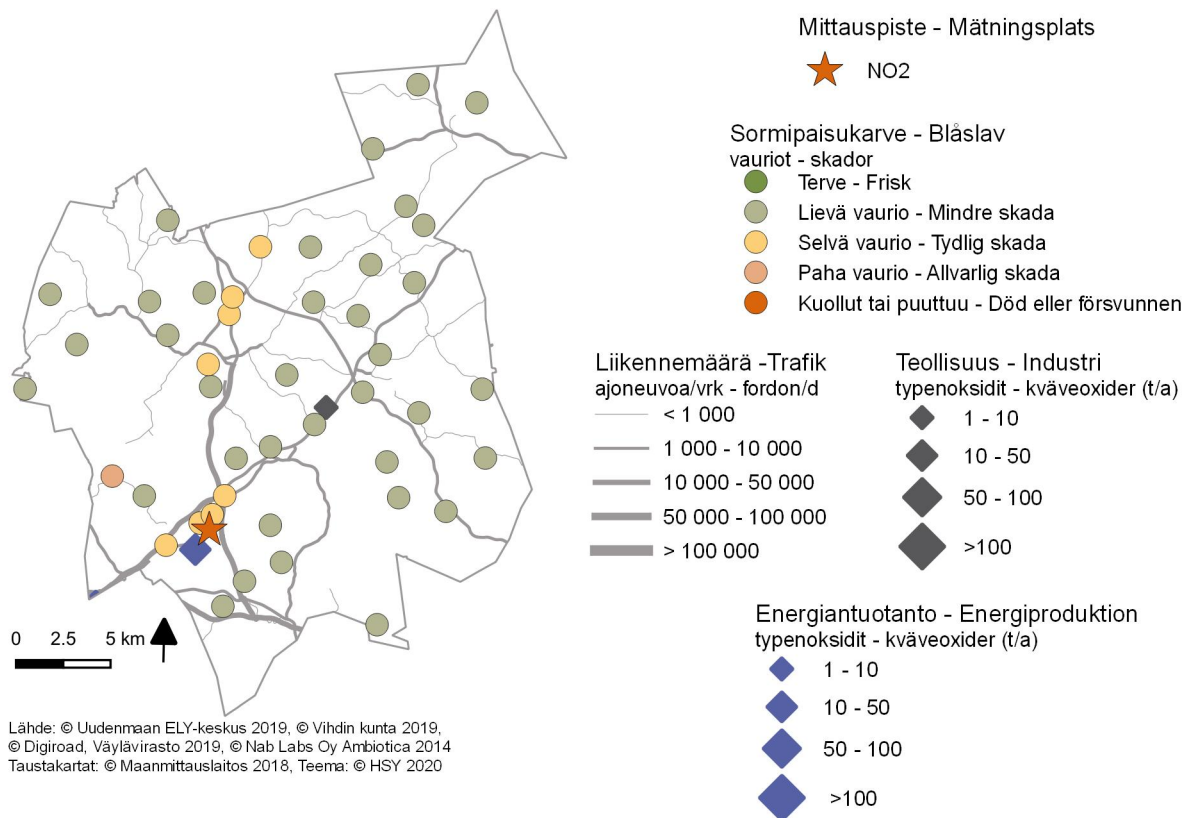 Mittauspiste - Mätningsplats
NO2
Sormipaisukarve - Blåslav
vauriot - skador
Terve - Frisk
Lievä vaurio - Mindre skada
Selvä vaurio - Tydlig skada
Paha vaurio - Allvarlig skada
Kuollut tai puuttuu - Död eller försvunnen
Liikennemäärä -Trafik
ajoneuvoa/vrk - fordon/d
< 1 000
1 000 - 10 000
10 000 - 50 000
50 000 - 100 000
> 100 000
Teollisuus - Industri
typenoksidit - kväveoxider (t/a)
1 - 10
10 - 50
50 - 100
>100
Energiantuotanto - Energiproduktion
typenoksidit - kväveoxider (t/a)
1 - 10
10 - 50
50 - 100
>100
0 2.5 5 km
Lähde: © Uudenmaan ELY-keskus 2019, © Vihdin kunta 2019,
© Digiroad, Väylävirasto 2019, © Nab Labs Oy Ambiotica 2014
Taustakartat: © Maanmittauslaitos 2018, Teema: © HSY 2020